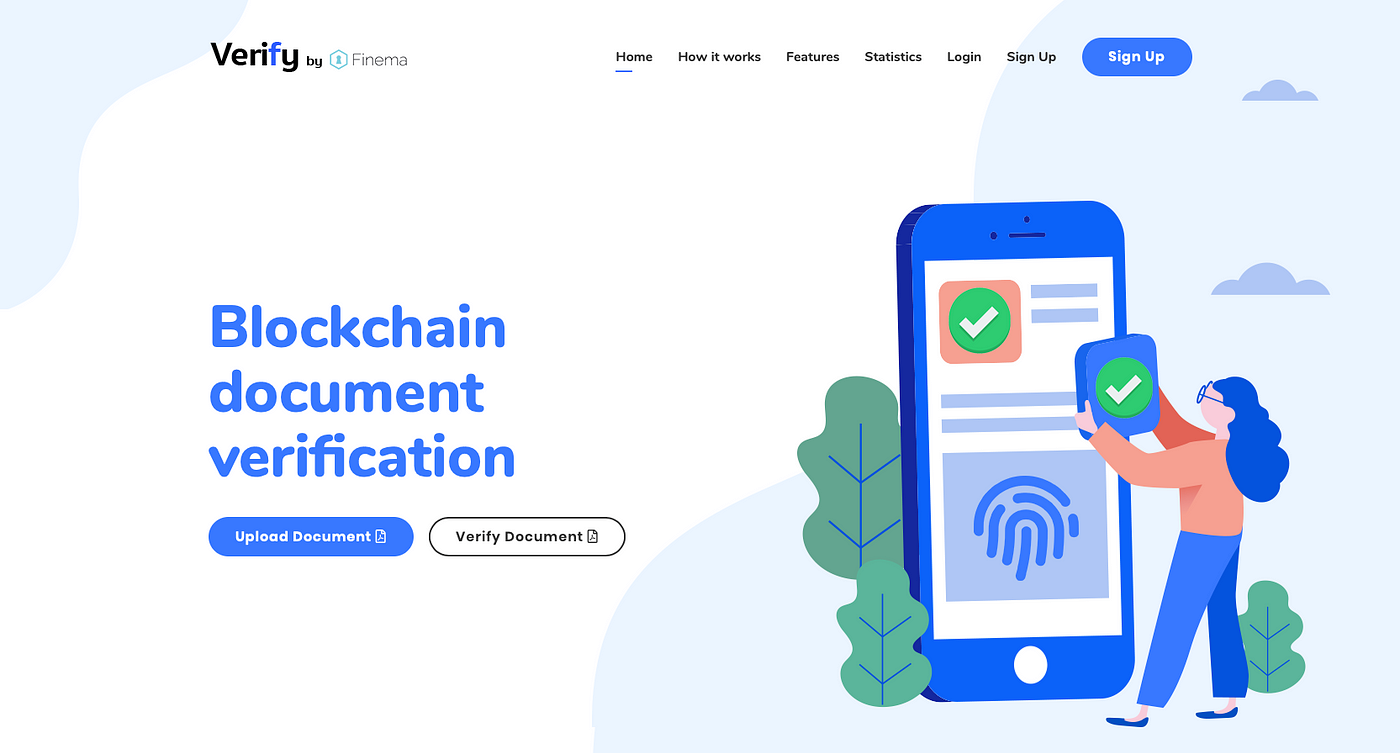 Verify by Finema
Home How it works Features Statistics Login Sign Up Sign Up
Blockchain
document
verification
Upload Document Verify Document